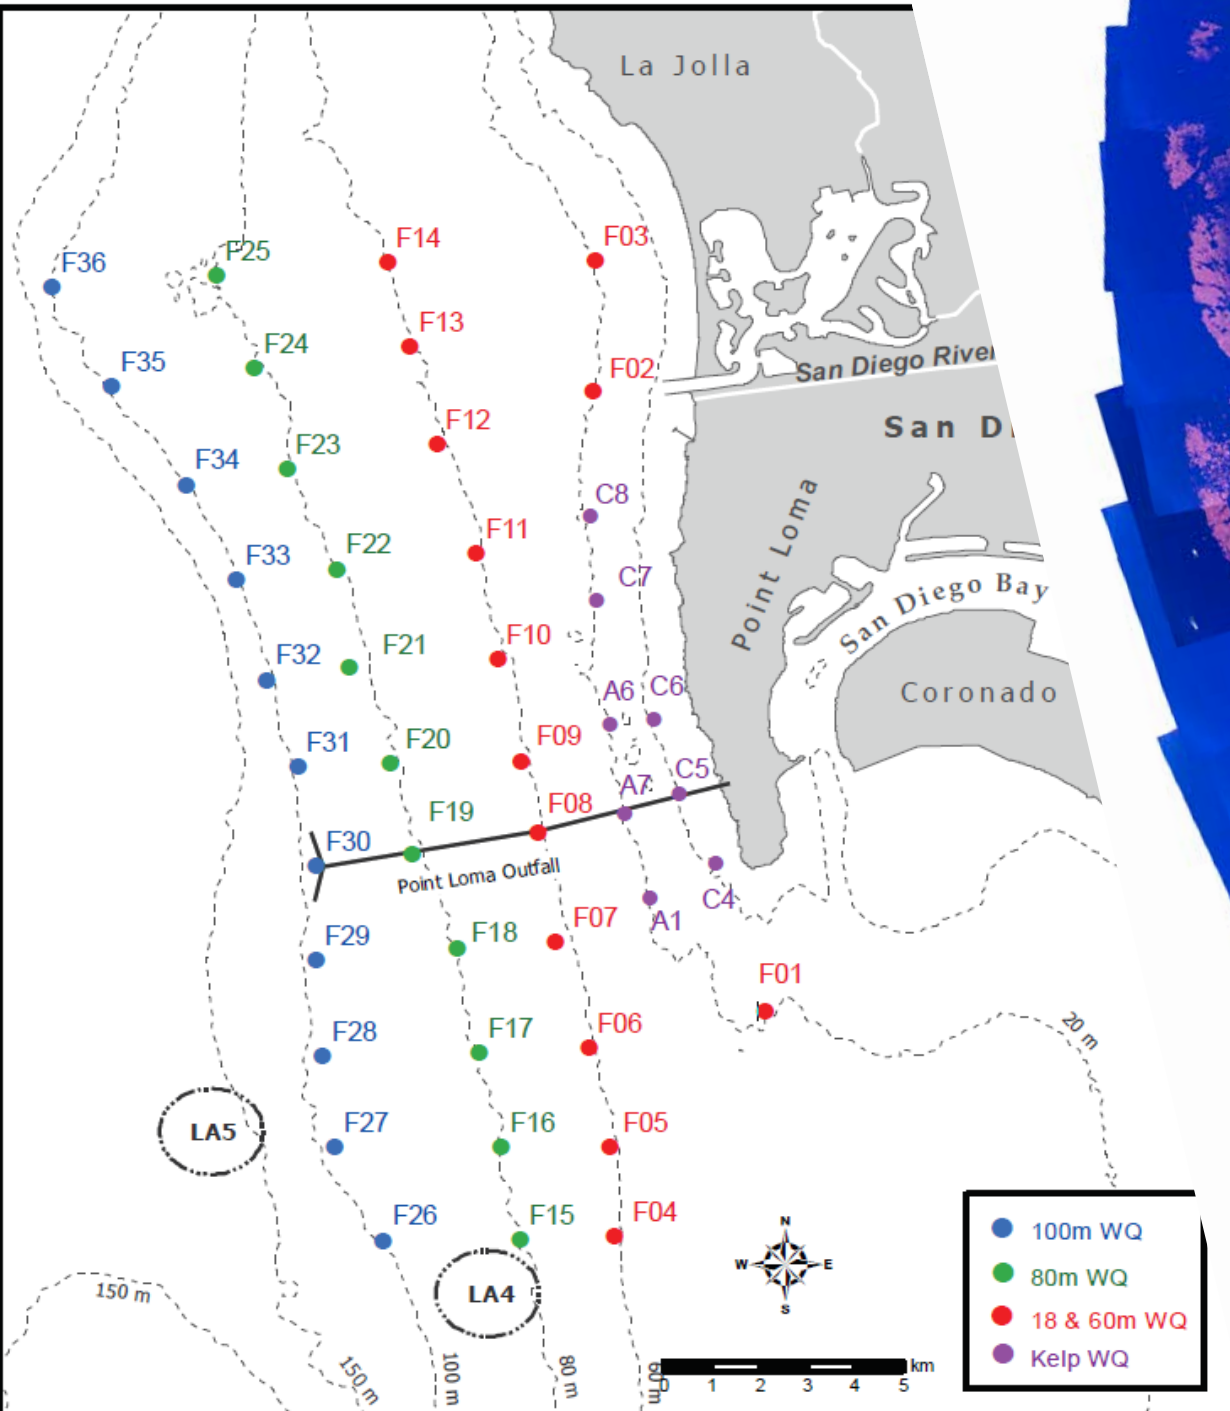 La Jolla
F36
F25
F14
F03
F35
F24
F13
F02
San Diego River
San D
F34
F23
F12
C8
Point Loma
F33
F22
F11
C7
San Diego Bay
F32
F21
F10
A6
C6
Coronado
F31
F20
F09
A7
C5
F30
F19
F08
Point Loma Outfall
C4
A1
F29
F18
F07
F01
F28
F17
F06
20 m
LA5
F27
F16
F05
F26
F15
F04
LA4
N
W
E
S
150 m
150 m
100 m
80 m
60 m
km
0 1 2 3 4 5
100m WQ
80m WQ
18 & 60m WQ
Kelp WQ